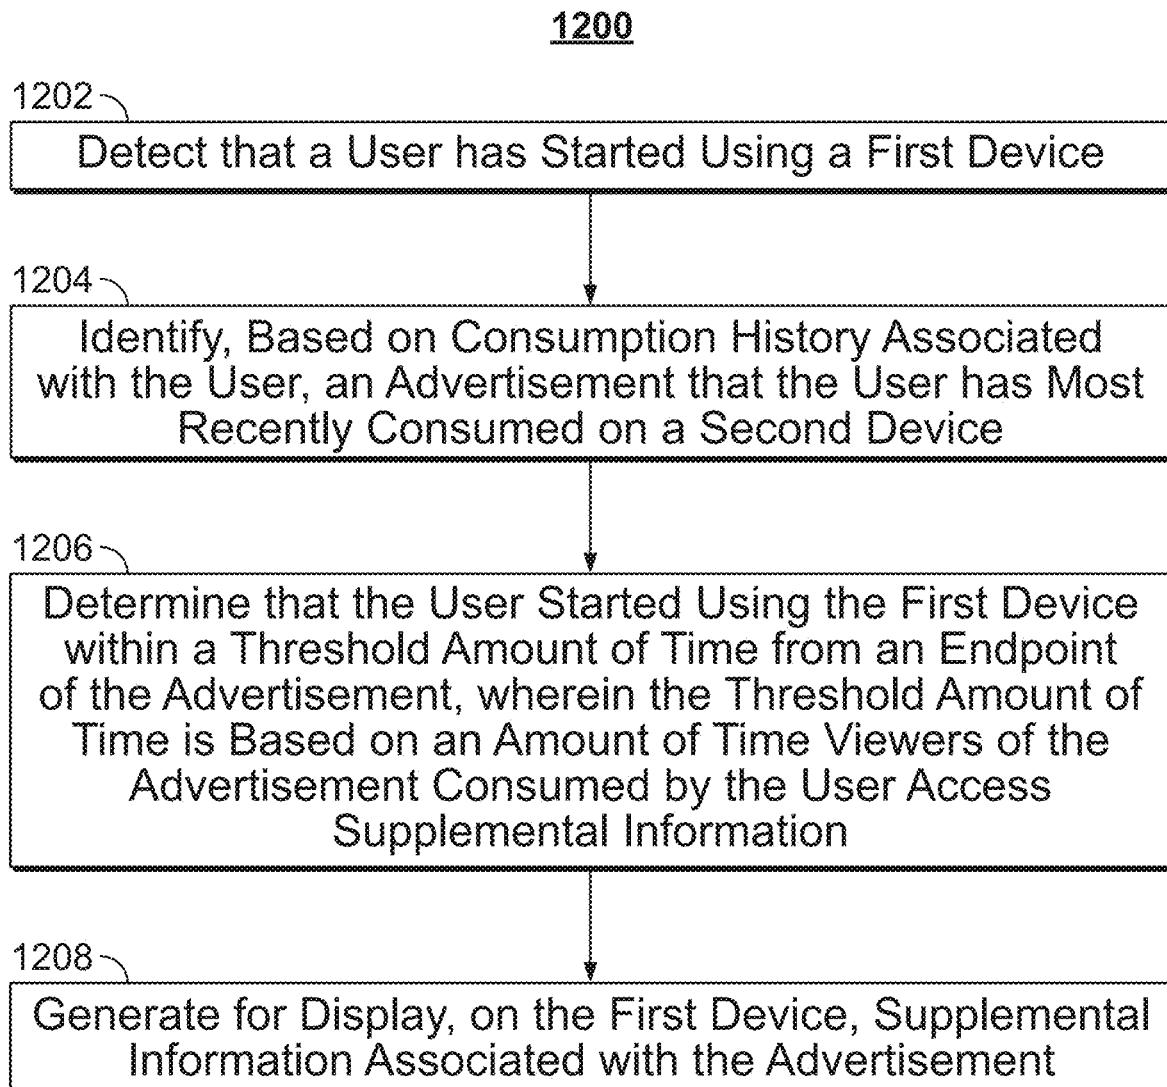 1200
1202
Detect that a User has Started Using a First Device
1204
Identify, Based on Consumption History Associated
with the User, an Advertisement that the User has Most
Recently Consumed on a Second Device
1206
Determine that the User Started Using the First Device
within a Threshold Amount of Time from an Endpoint
of the Advertisement, wherein the Threshold Amount of
Time is Based on an Amount of Time Viewers of the
Advertisement Consumed by the User Access
Supplemental Information
1208
Generate for Display, on the First Device, Supplemental
Information Associated with the Advertisement